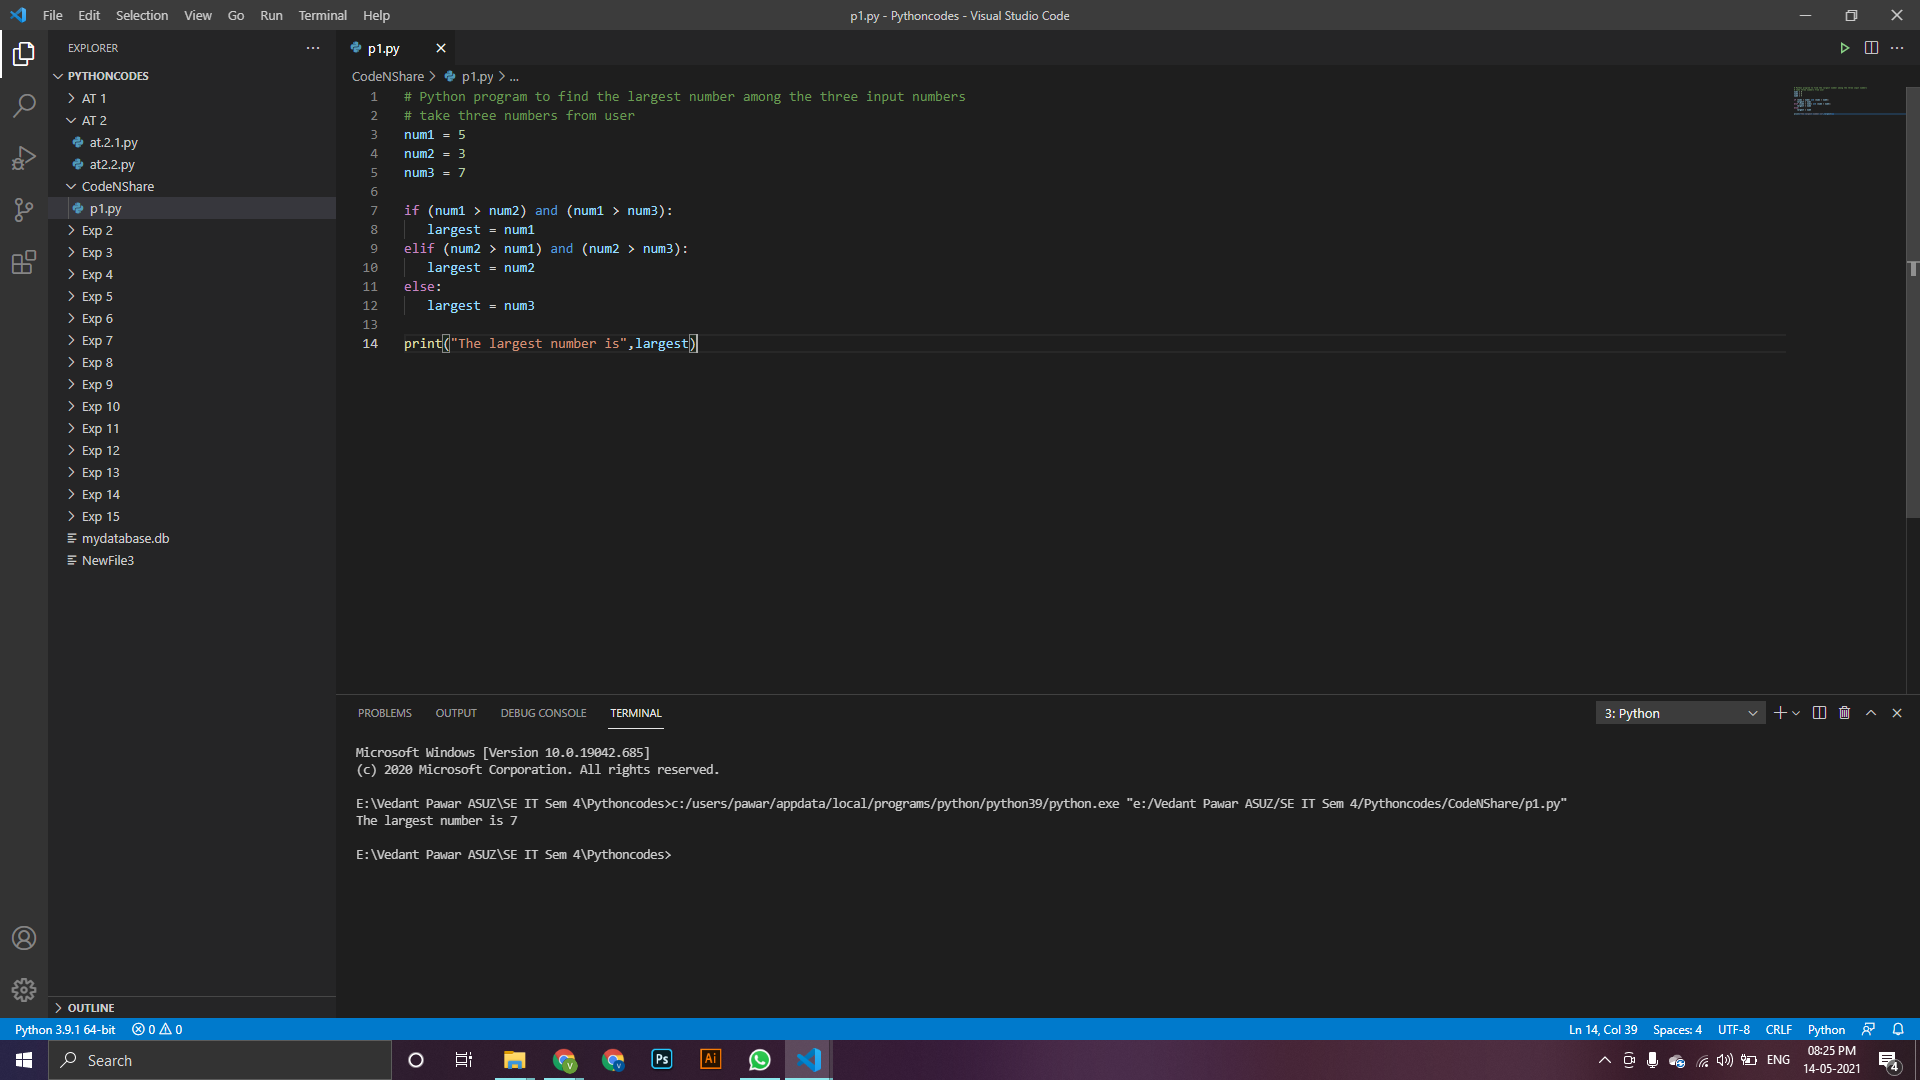 File Edit Selection View Go Run Terminal Help
p1.py - Pythoncodes - Visual Studio Code
EXPLORER
PYTHONCODES
AT 1
AT 2
at.2.1.py
at2.2.py
CodeNShare
p1.py
Exp 2
Exp 3
Exp 4
Exp 5
Exp 6
Exp 7
Exp 8
Exp 9
Exp 10
Exp 11
Exp 12
Exp 13
Exp 14
Exp 15
mydatabase.db
NewFile3
OUTLINE
p1.py
CodeNShare > p1.py > ...
1 # Python program to find the largest number among the three input numbers
2 # take three numbers from user
3 num1 = 5
4 num2 = 3
5 num3 = 7
6
7 if (num1 > num2) and (num1 > num3):
8    largest = num1
9 elif (num2 > num1) and (num2 > num3):
10    largest = num2
11 else:
12    largest = num3
13
14 print("The largest number is",largest)
PROBLEMS OUTPUT DEBUG CONSOLE TERMINAL
3: Python
Microsoft Windows [Version 10.0.19042.685]
(c) 2020 Microsoft Corporation. All rights reserved.
E:\Vedant Pawar ASUZ\SE IT Sem 4\Pythoncodes>c:/users/pawar/appdata/local/programs/python/python39/python.exe "e:/Vedant Pawar ASUZ/SE IT Sem 4/Pythoncodes/CodeNShare/p1.py"
The largest number is 7
E:\Vedant Pawar ASUZ\SE IT Sem 4\Pythoncodes>
Python 3.9.1 64-bit 0 0
Ln 14, Col 39 Spaces: 4 UTF-8 CRLF Python
Search
Ps
Ai
ENG
08:25 PM
14-05-2021
4